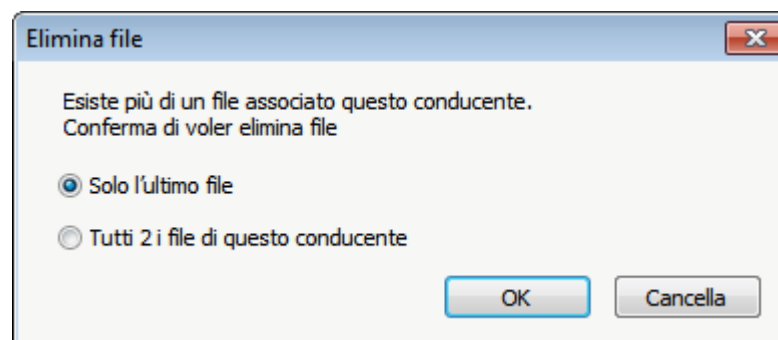 Elimina file
Esiste più di un file associato questo conducente.
Conferma di voler elimina file
Solo l'ultimo file
Tutti 2 i file di questo conducente
OK
Cancella